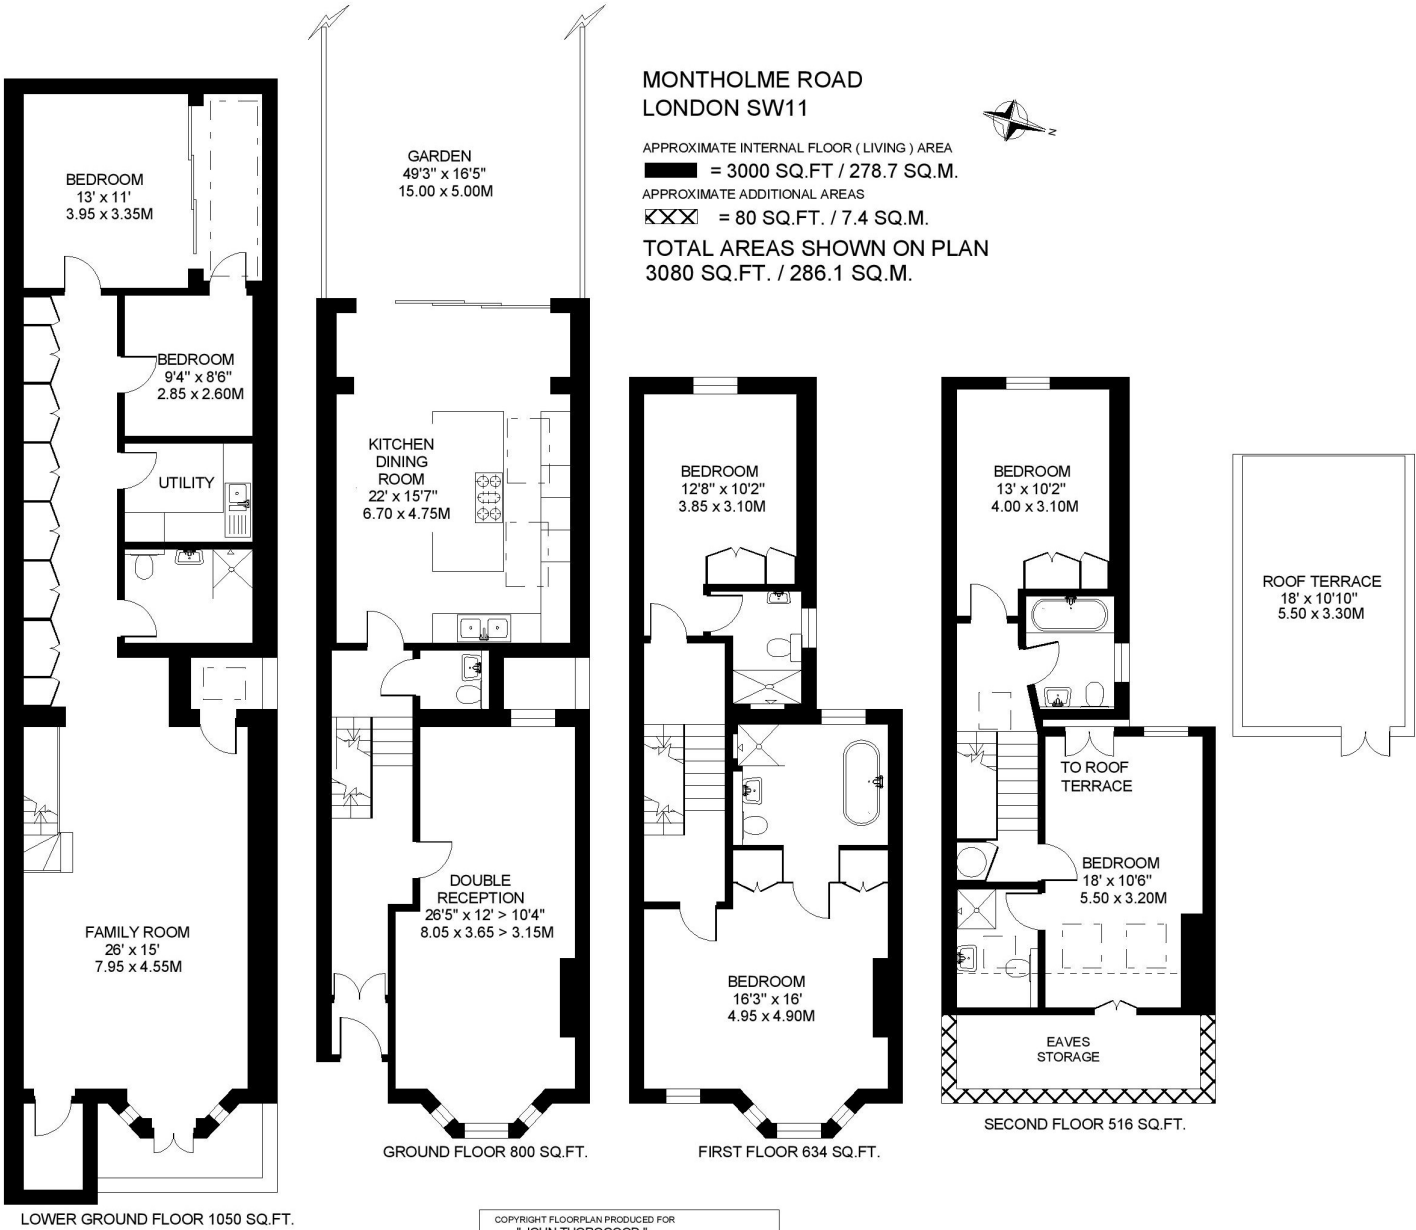 MONTHOLME ROAD
LONDON SW11
N
APPROXIMATE INTERNAL FLOOR ( LIVING ) AREA
= 3000 SQ.FT / 278.7 SQ.M.
APPROXIMATE ADDITIONAL AREAS
= 80 SQ.FT. / 7.4 SQ.M.
TOTAL AREAS SHOWN ON PLAN
3080 SQ.FT. / 286.1 SQ.M.
BEDROOM
13' x 11'
3.95 x 3.35M
BEDROOM
9'4" x 8'6"
2.85 x 2.60M
UTILITY
FAMILY ROOM
26' x 15'
7.95 x 4.55M
LOWER GROUND FLOOR 1050 SQ.FT.
GARDEN
49'3" x 16'5"
15.00 x 5.00M
KITCHEN
DINING
ROOM
22' x 15'7"
6.70 x 4.75M
DOUBLE
RECEPTION
26'5" x 12' > 10'4"
8.05 x 3.65 > 3.15M
GROUND FLOOR 800 SQ.FT.
BEDROOM
12'8" x 10'2"
3.85 x 3.10M
BEDROOM
16'3" x 16'
4.95 x 4.90M
FIRST FLOOR 634 SQ.FT.
BEDROOM
13' x 10'2"
4.00 x 3.10M
TO ROOF
TERRACE
BEDROOM
18' x 10'6"
5.50 x 3.20M
EAVES
STORAGE
SECOND FLOOR 516 SQ.FT.
ROOF TERRACE
18' x 10'10"
5.50 x 3.30M
COPYRIGHT FLOORPLAN PRODUCED FOR